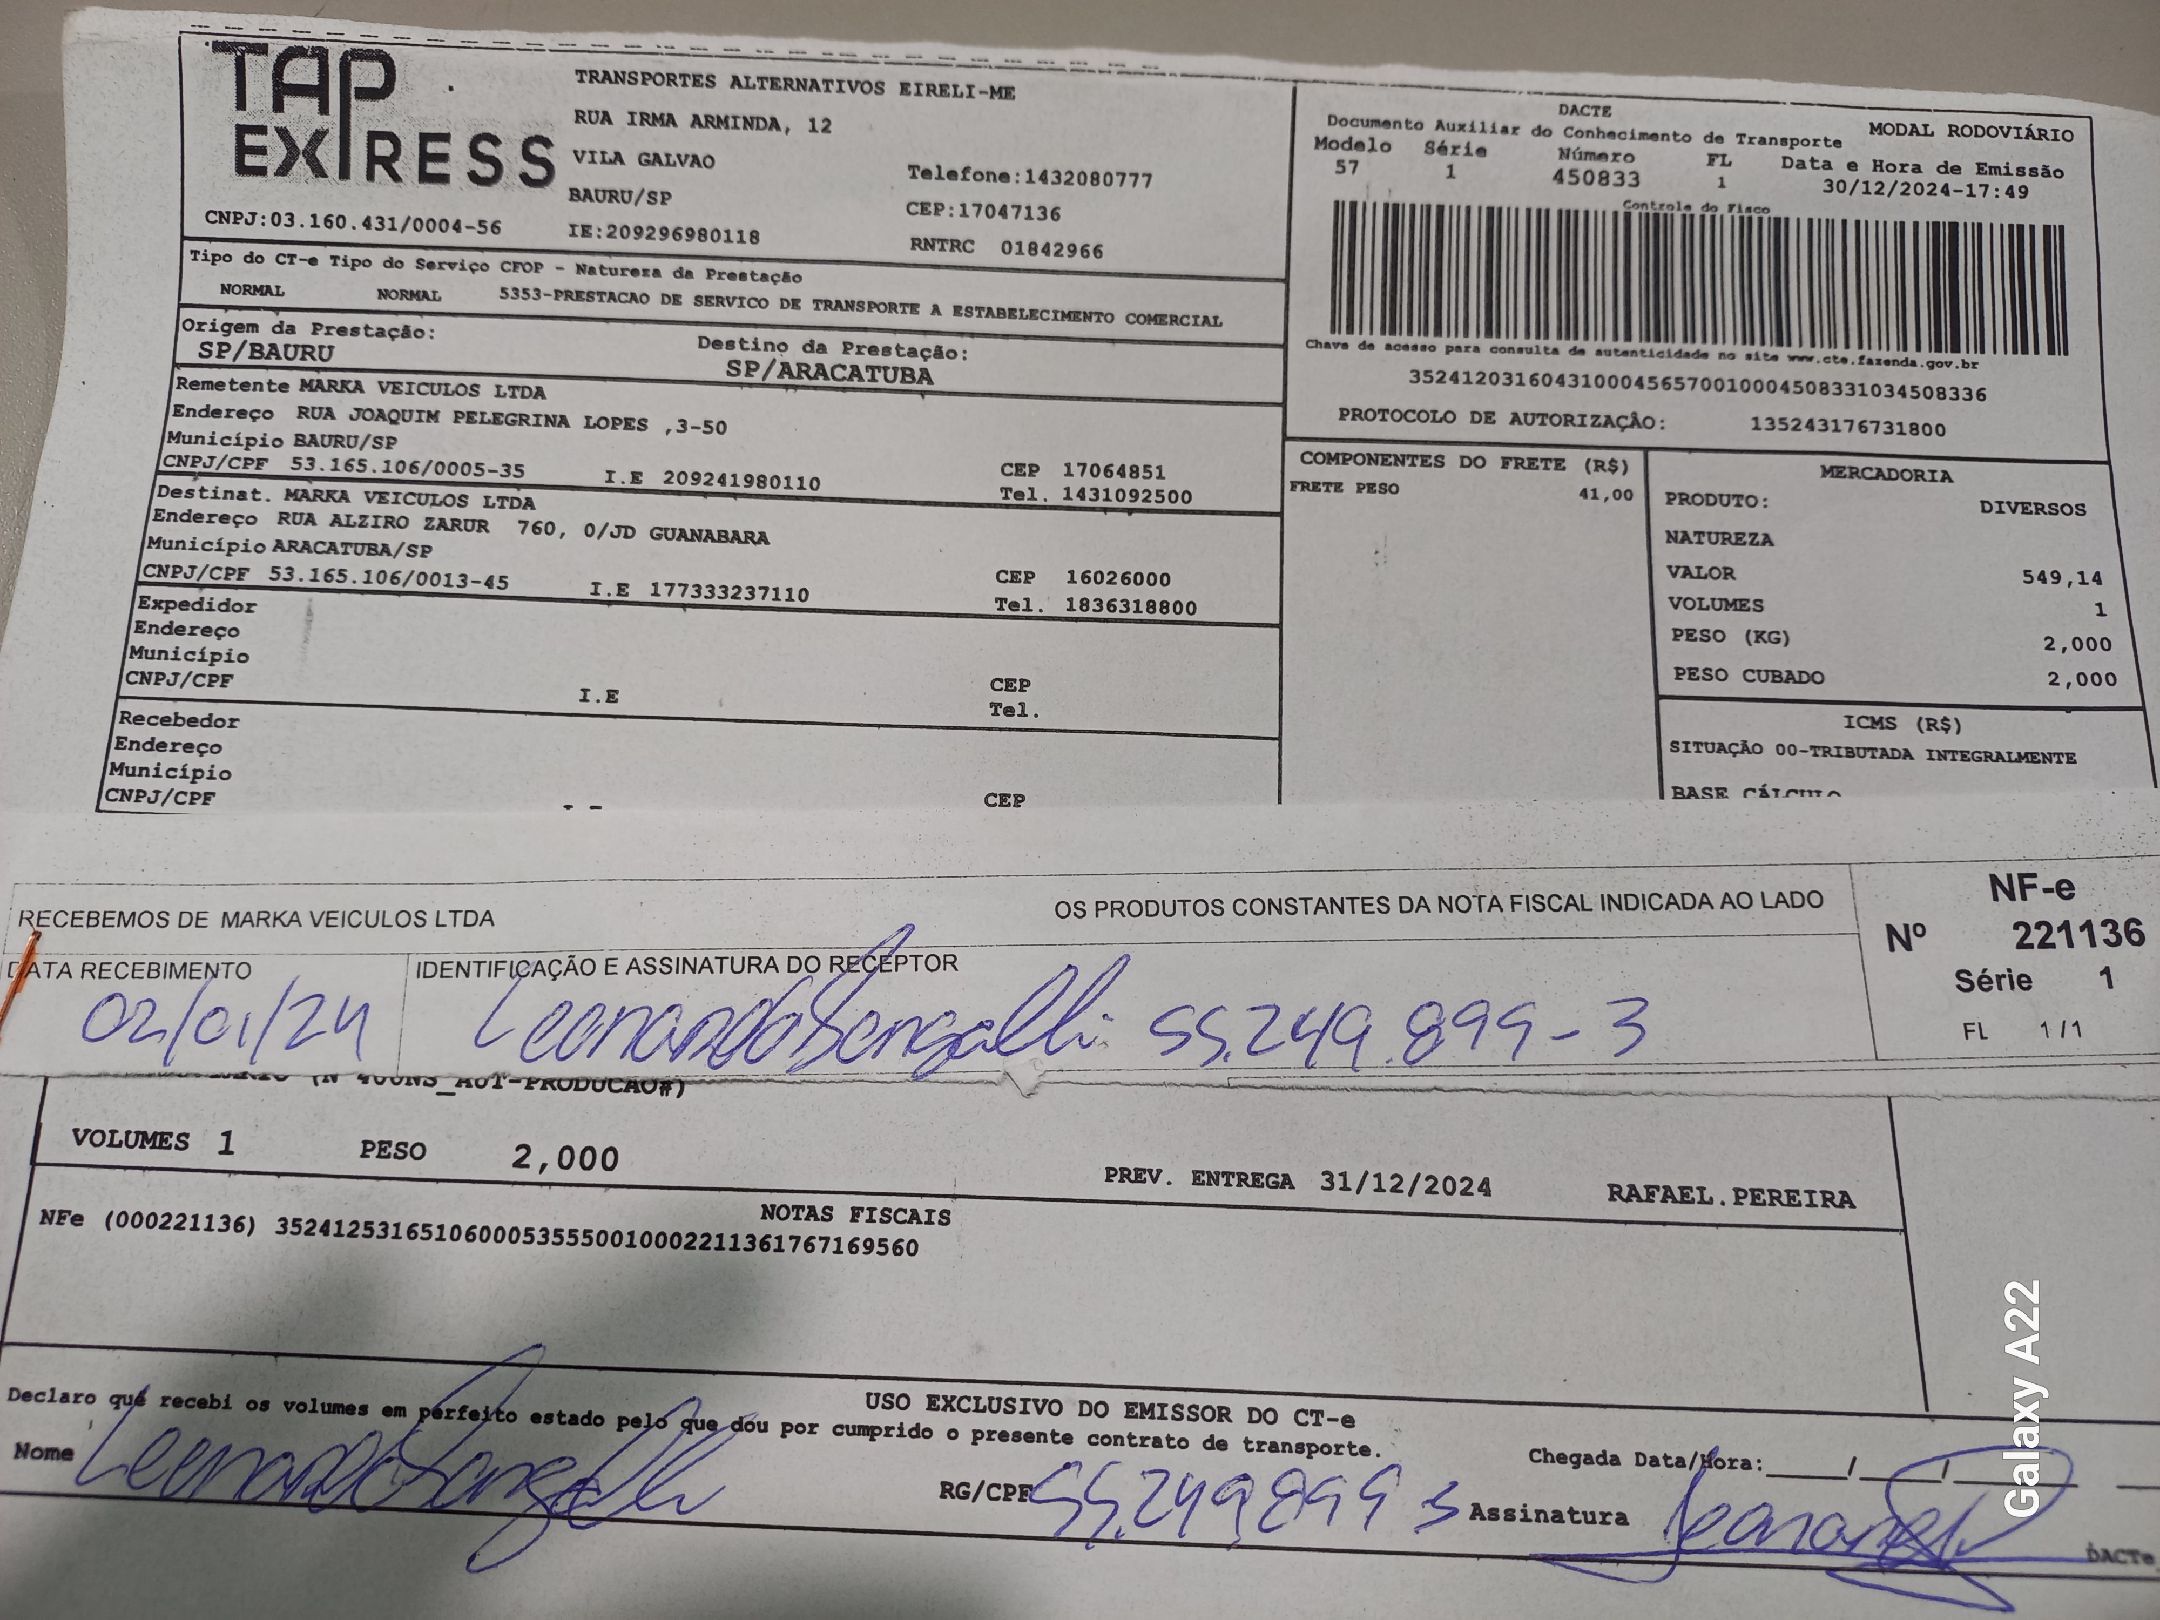 TAP EXPRESS
TRANSPORTES ALTERNATIVOS EIRELI-ME
RUA IRMA ARMINDA, 12
VILA GALVAO
Telefone:1432080777
BAURU/SP
CEP:17047136
CNPJ:03.160.431/0004-56
IE:209296980118
RNTRC 01842966
DACTE
Documento Auxiliar do Conhecimento de Transporte
MODAL RODOVIÁRIO
Modelo Série Número FL Data e Hora de Emissão
57 1 450833 1 30/12/2024-17:49
Controle do Fisco
Chave de acesso para consulta de autenticidade no site www.cte.fazenda.gov.br
35241203160431000456570010004508331034508336
PROTOCOLO DE AUTORIZAÇÃO: 135243176731800
Tipo do CT-e Tipo do Serviço CFOP - Natureza da Prestação
NORMAL NORMAL 5353-PRESTACAO DE SERVICO DE TRANSPORTE A ESTABELECIMENTO COMERCIAL
Origem da Prestação: Destino da Prestação:
SP/BAURU SP/ARACATUBA
Remetente MARKA VEICULOS LTDA
Endereço RUA JOAQUIM PELEGRINA LOPES ,3-50
Município BAURU/SP CEP 17064851
CNPJ/CPF 53.165.106/0005-35 I.E 209241980110 Tel. 1431092500
Destinat. MARKA VEICULOS LTDA
Endereço RUA ALZIRO ZARUR 760, 0/JD GUANABARA
Município ARACATUBA/SP CEP 16026000
CNPJ/CPF 53.165.106/0013-45 I.E 177333237110 Tel. 1836318800
Expedidor
Endereço
Município CEP
CNPJ/CPF I.E Tel.
Recebedor
Endereço
Município
CNPJ/CPF CEP
COMPONENTES DO FRETE (R$)
FRETE PESO 41,00
MERCADORIA
PRODUTO: DIVERSOS
NATUREZA
VALOR 549,14
VOLUMES 1
PESO (KG) 2,000
PESO CUBADO 2,000
ICMS (R$)
SITUAÇÃO 00-TRIBUTADA INTEGRALMENTE
BASE CÁLCULO
RECEBEMOS DE MARKA VEICULOS LTDA OS PRODUTOS CONSTANTES DA NOTA FISCAL INDICADA AO LADO
DATA RECEBIMENTO IDENTIFICAÇÃO E ASSINATURA DO RECEPTOR
02/01/24 Leonardo 55.249.899-3
NF-e
Nº 221136
Série 1
FL 1/1
VOLUMES 1 PESO 2,000 PREV. ENTREGA 31/12/2024 RAFAEL.PEREIRA
NOTAS FISCAIS
NFe (000221136) 35241253165106000535550010002211361767169560
USO EXCLUSIVO DO EMISSOR DO CT-e
Declaro que recebi os volumes em perfeito estado pelo que dou por cumprido o presente contrato de transporte.
Chegada Data/Hora:____/____/____
Nome Leonardo RG/CPF 55.249.899 3 Assinatura
DACTe
Galaxy A22